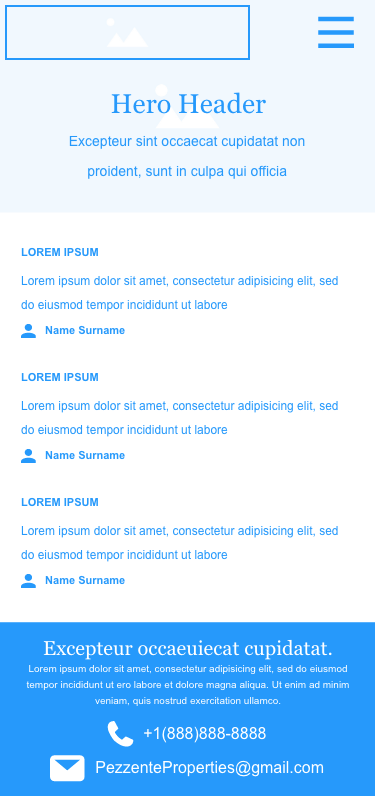 Hero Header
Excepteur sint occaecat cupidatat non
proident, sunt in culpa qui officia
LOREM IPSUM
Lorem ipsum dolor sit amet, consectetur adipisicing elit, sed
do eiusmod tempor incididunt ut labore
Name Surname
LOREM IPSUM
Lorem ipsum dolor sit amet, consectetur adipisicing elit, sed
do eiusmod tempor incididunt ut labore
Name Surname
LOREM IPSUM
Lorem ipsum dolor sit amet, consectetur adipisicing elit, sed
do eiusmod tempor incididunt ut labore
Name Surname
Excepteur occaeuiecat cupidatat.
Lorem ipsum dolor sit amet, consectetur adipisicing elit, sed do eiusmod
tempor incididunt ut ero labore et dolore magna aliqua. Ut enim ad minim
veniam, quis nostrud exercitation ullamco.
+1(888)888-8888
PezzenteProperties@gmail.com